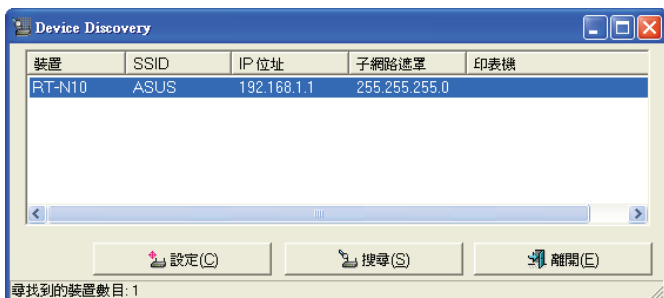 Device Discovery
裝置 SSID IP 位址 子網路遮罩 印表機
RT-N10 ASUS 192.168.1.1 255.255.255.0
設定(C) 搜尋(S) 離開(E)
尋找到的裝置數目: 1